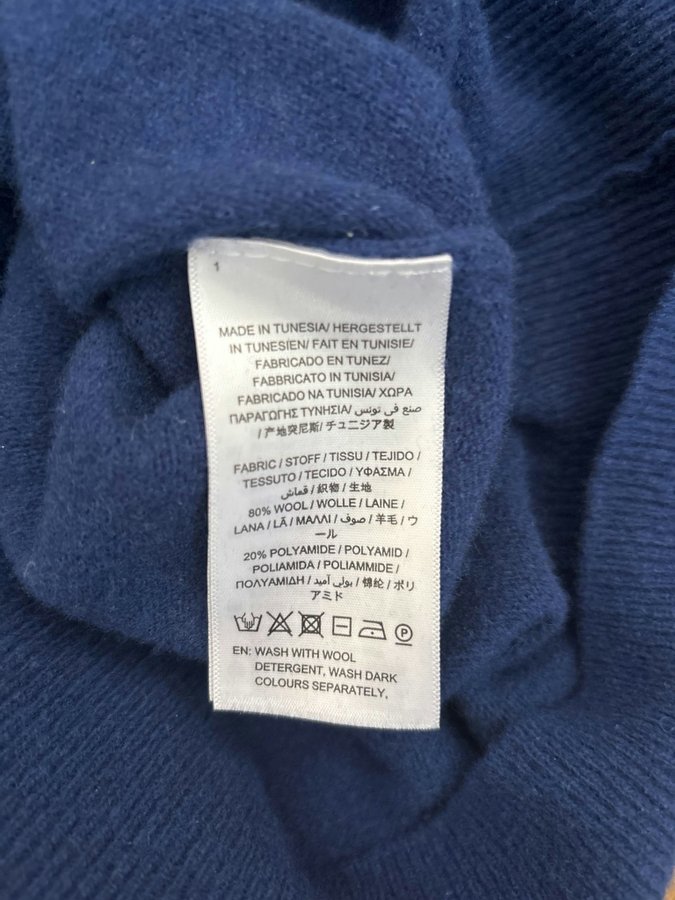 1
MADE IN TUNESIA/ HERGESTELLT
IN TUNESIEN/ FAIT EN TUNISIE/
FABRICADO EN TUNEZ/
FABBRICATO IN TUNISIA/
FABRICADO NA TUNISIA/ ΧΩΡΑ
ΠΑΡΑΓΩΓΗΣ ΤΥΝΗΣΙΑ/ صنع في تونس
/ 产地突尼斯/ チュニジア製
FABRIC / STOFF / TISSU / TEJIDO /
TESSUTO / TECIDO / ΥΦΑΣΜΑ /
قماش / 织物 / 生地
80% WOOL / WOLLE / LAINE /
LANA / LÃ / ΜΑΛΛΙ / صوف / 羊毛 / ウ
ール
20% POLYAMIDE / POLYAMID /
POLIAMIDA / POLIAMMIDE /
ΠΟΛΥΑΜΙΔΗ / بولي أميد / 锦纶 / ポリ
アミド
P
EN: WASH WITH WOOL
DETERGENT, WASH DARK
COLOURS SEPARATELY,